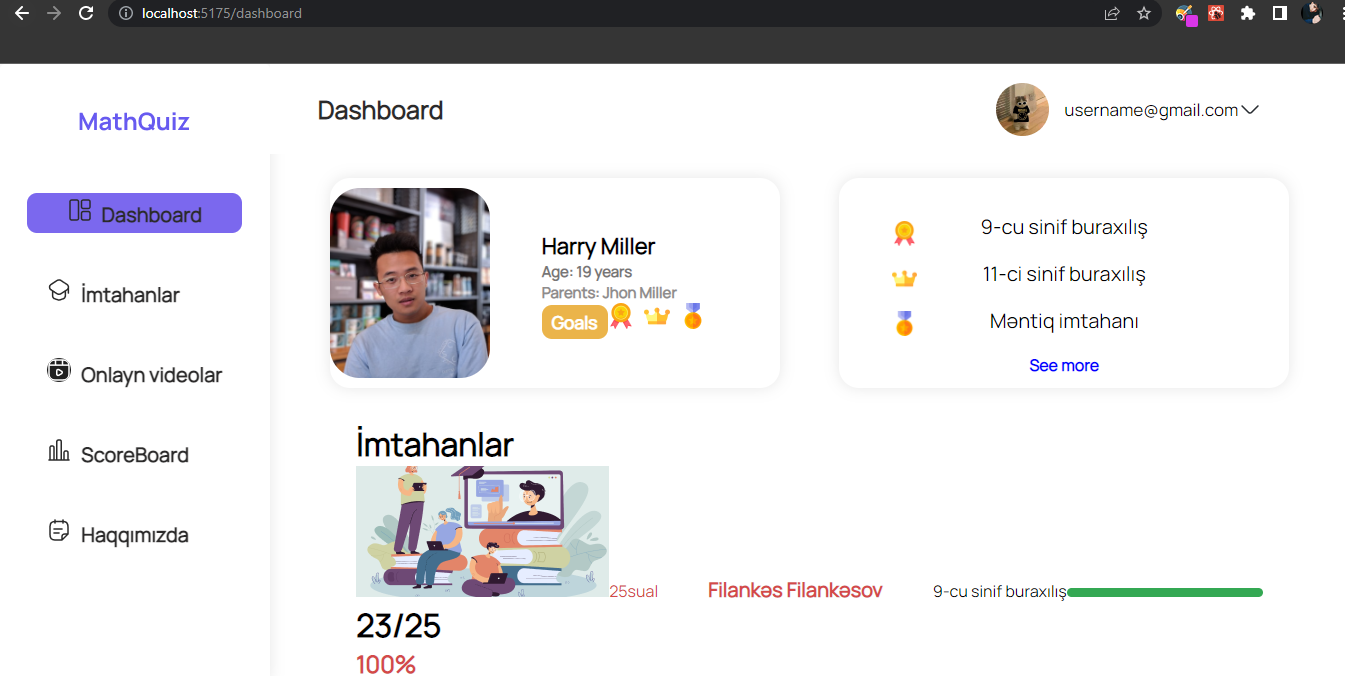 localhost:5175/dashboard
MathQuiz
Dashboard
username@gmail.com
Dashboard
İmtahanlar
Onlayn videolar
ScoreBoard
Haqqımızda
Harry Miller
Age: 19 years
Parents: Jhon Miller
Goals
9-cu sinif buraxılış
11-ci sinif buraxılış
Məntiq imtahanı
See more
İmtahanlar
25sual Filankəs Filankəsov 9-cu sinif buraxılış
23/25
100%